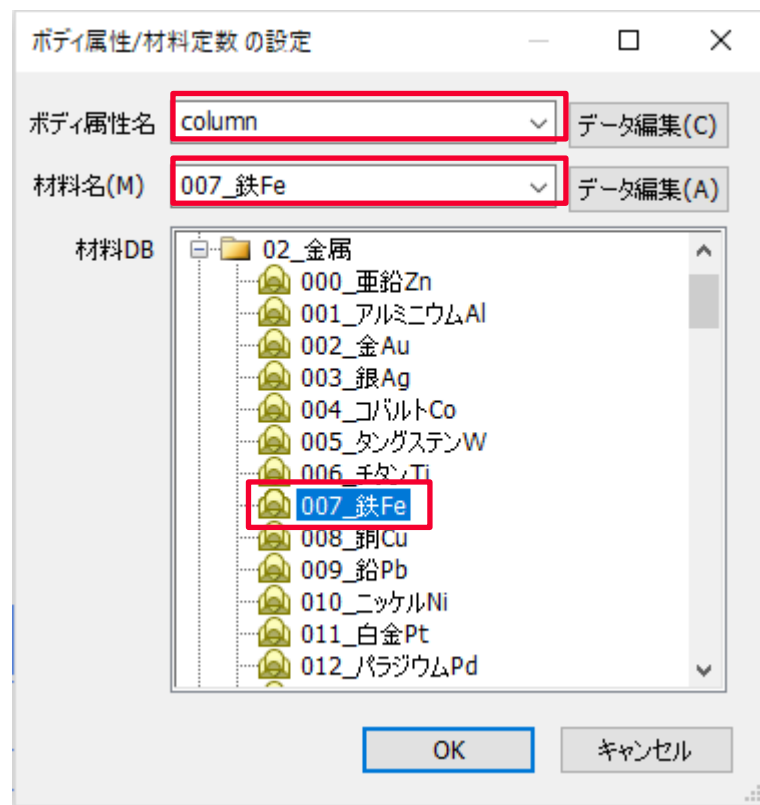 ボディ属性/材料定数 の設定
ボディ属性名 column データ編集(C)
材料名(M) 007_鉄Fe データ編集(A)
材料DB 02_金属
000_亜鉛Zn
001_アルミニウムAl
002_金Au
003_銀Ag
004_コバルトCo
005_タングステンW
006_チタンTi
007_鉄Fe
008_銅Cu
009_鉛Pb
010_ニッケルNi
011_白金Pt
012_パラジウムPd
OK キャンセル